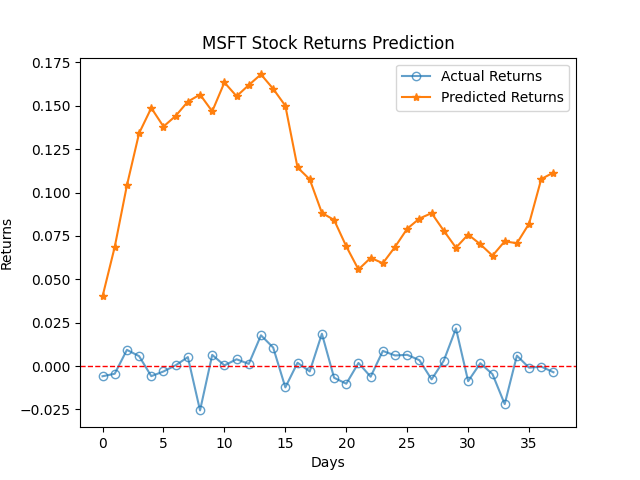 MSFT Stock Returns Prediction
Actual Returns
Predicted Returns
Returns
0.175
0.150
0.125
0.100
0.075
0.050
0.025
0.000
−0.025
0 5 10 15 20 25 30 35
Days